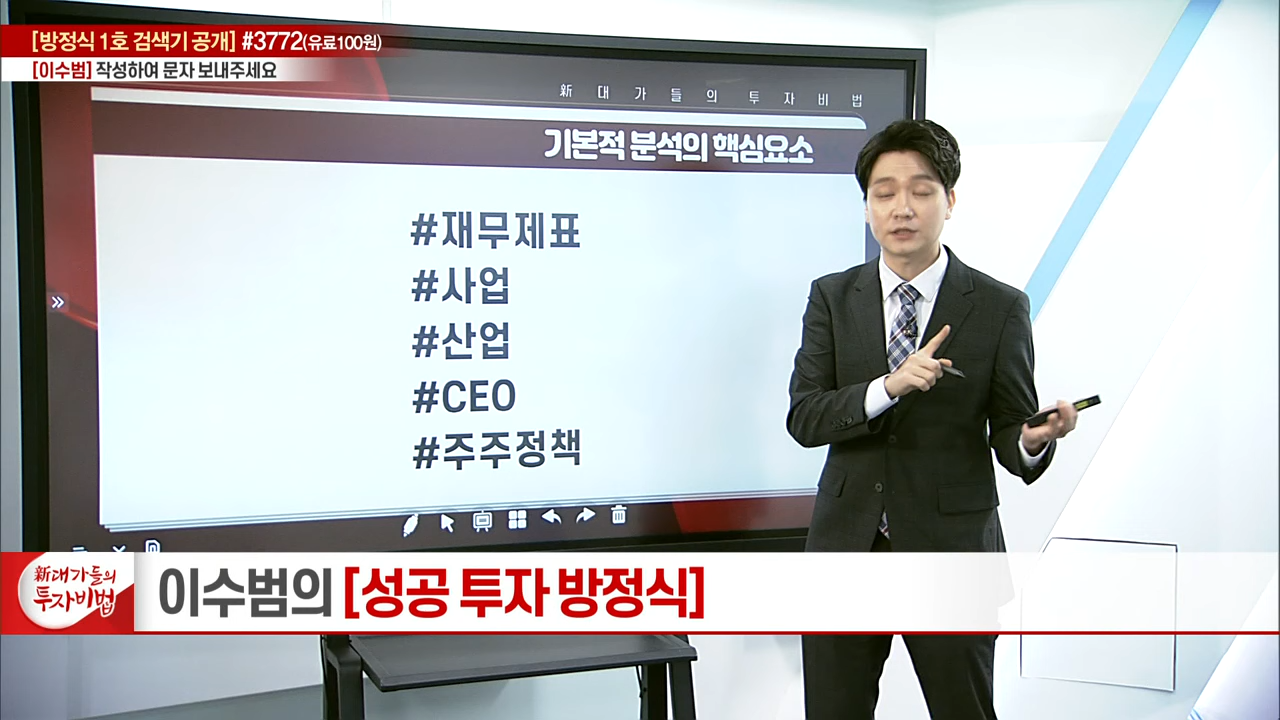 [방정식 1호 검색기 공개] #3772(유료100원)
[이수범] 작성하여 문자 보내주세요
新 대 가 들 의 투 자 비 법
기본적 분석의 핵심요소
#재무제표
#사업
#산업
#CEO
#주주정책
新대가들의
투자비법
이수범의 [성공 투자 방정식]